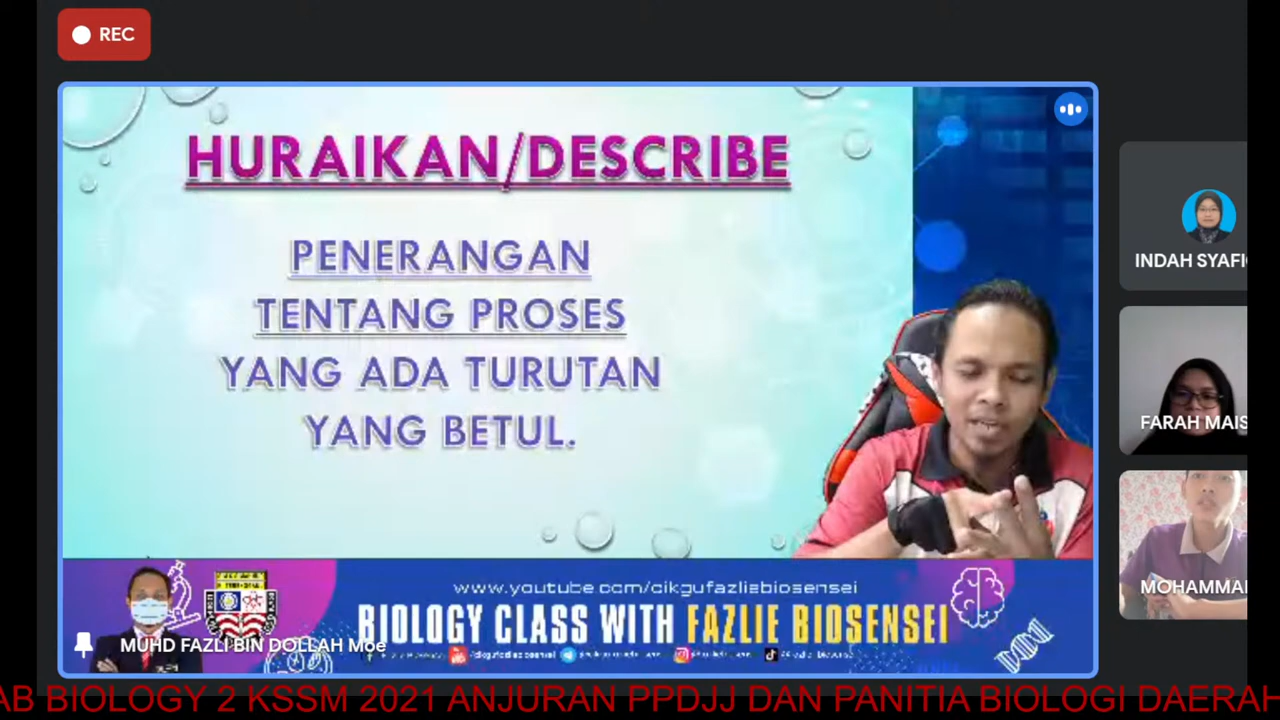 REC
HURAIKAN/DESCRIBE
PENERANGAN
TENTANG PROSES
YANG ADA TURUTAN
YANG BETUL.
INDAH SYAFI
FARAH MAIS
MOHAMMA
www.youtube.com/cikgufazliebiosensei
BIOLOGY CLASS WITH FAZLIE BIOSENSEI
MUHD FAZLI BIN DOLLAH Moe
AB BIOLOGY 2 KSSM 2021 ANJURAN PPDJJ DAN PANITIA BIOLOGI DAERAH